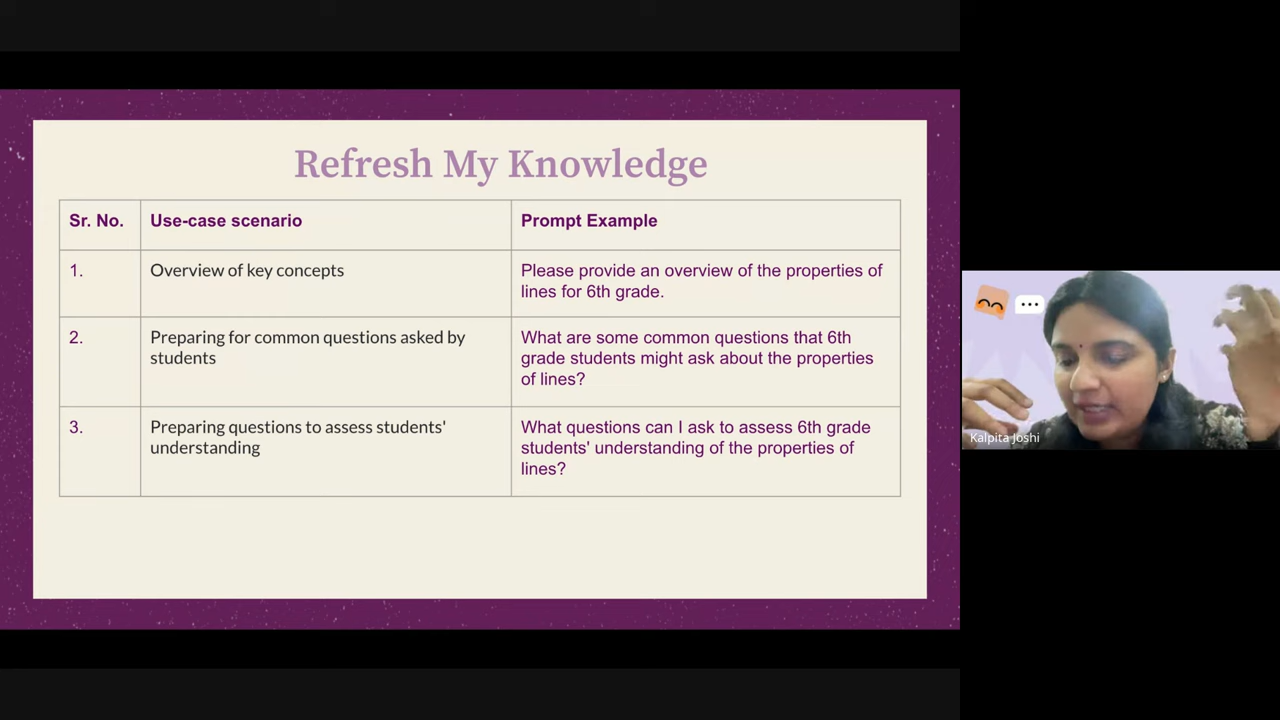 Refresh My Knowledge
Sr. No. Use-case scenario Prompt Example
1. Overview of key concepts Please provide an overview of the properties of
lines for 6th grade.
2. Preparing for common questions asked by What are some common questions that 6th
students grade students might ask about the properties
of lines?
3. Preparing questions to assess students' What questions can I ask to assess 6th grade
understanding students' understanding of the properties of
lines?
Kalpita Joshi